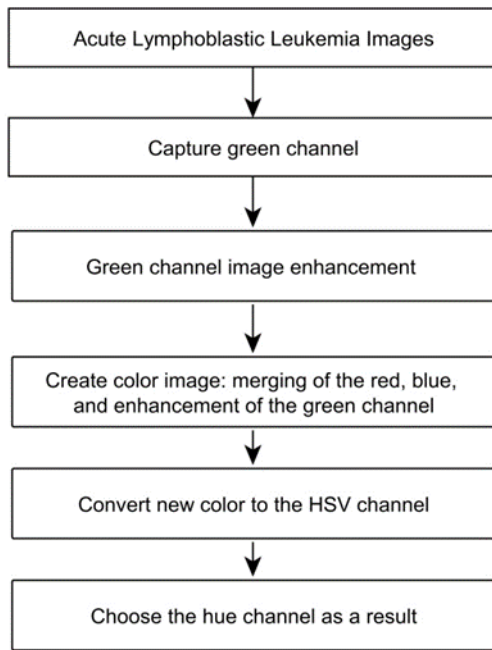 Acute Lymphoblastic Leukemia Images
Capture green channel
Green channel image enhancement
Create color image: merging of the red, blue,
and enhancement of the green channel
Convert new color to the HSV channel
Choose the hue channel as a result